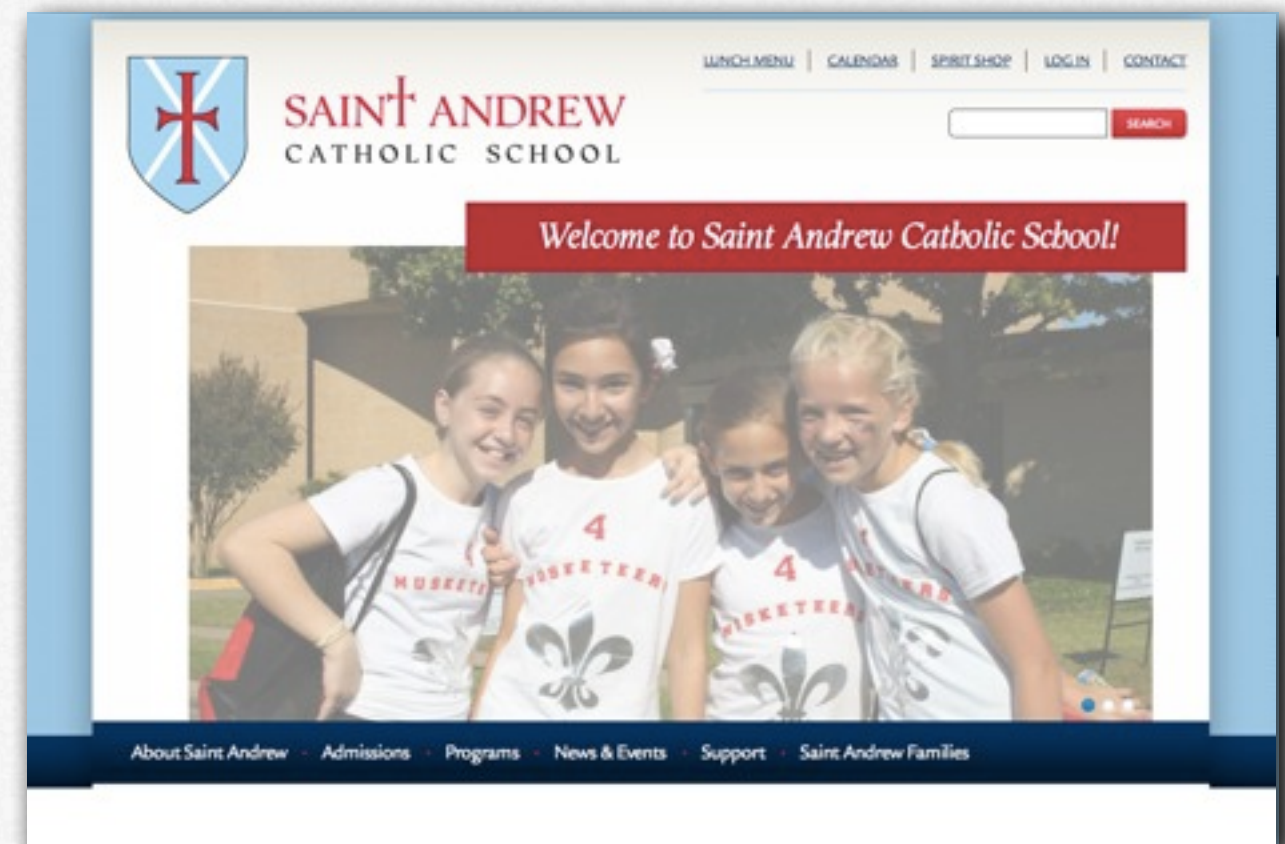 LUNCH MENU | CALENDAR | SPIRIT SHOP | LOG IN | CONTACT
SAINT ANDREW
CATHOLIC SCHOOL
SEARCH
Welcome to Saint Andrew Catholic School!
4
4
MUSKETEERS
MUSKETEERS
About Saint Andrew · Admissions · Programs · News & Events · Support · Saint Andrew Families